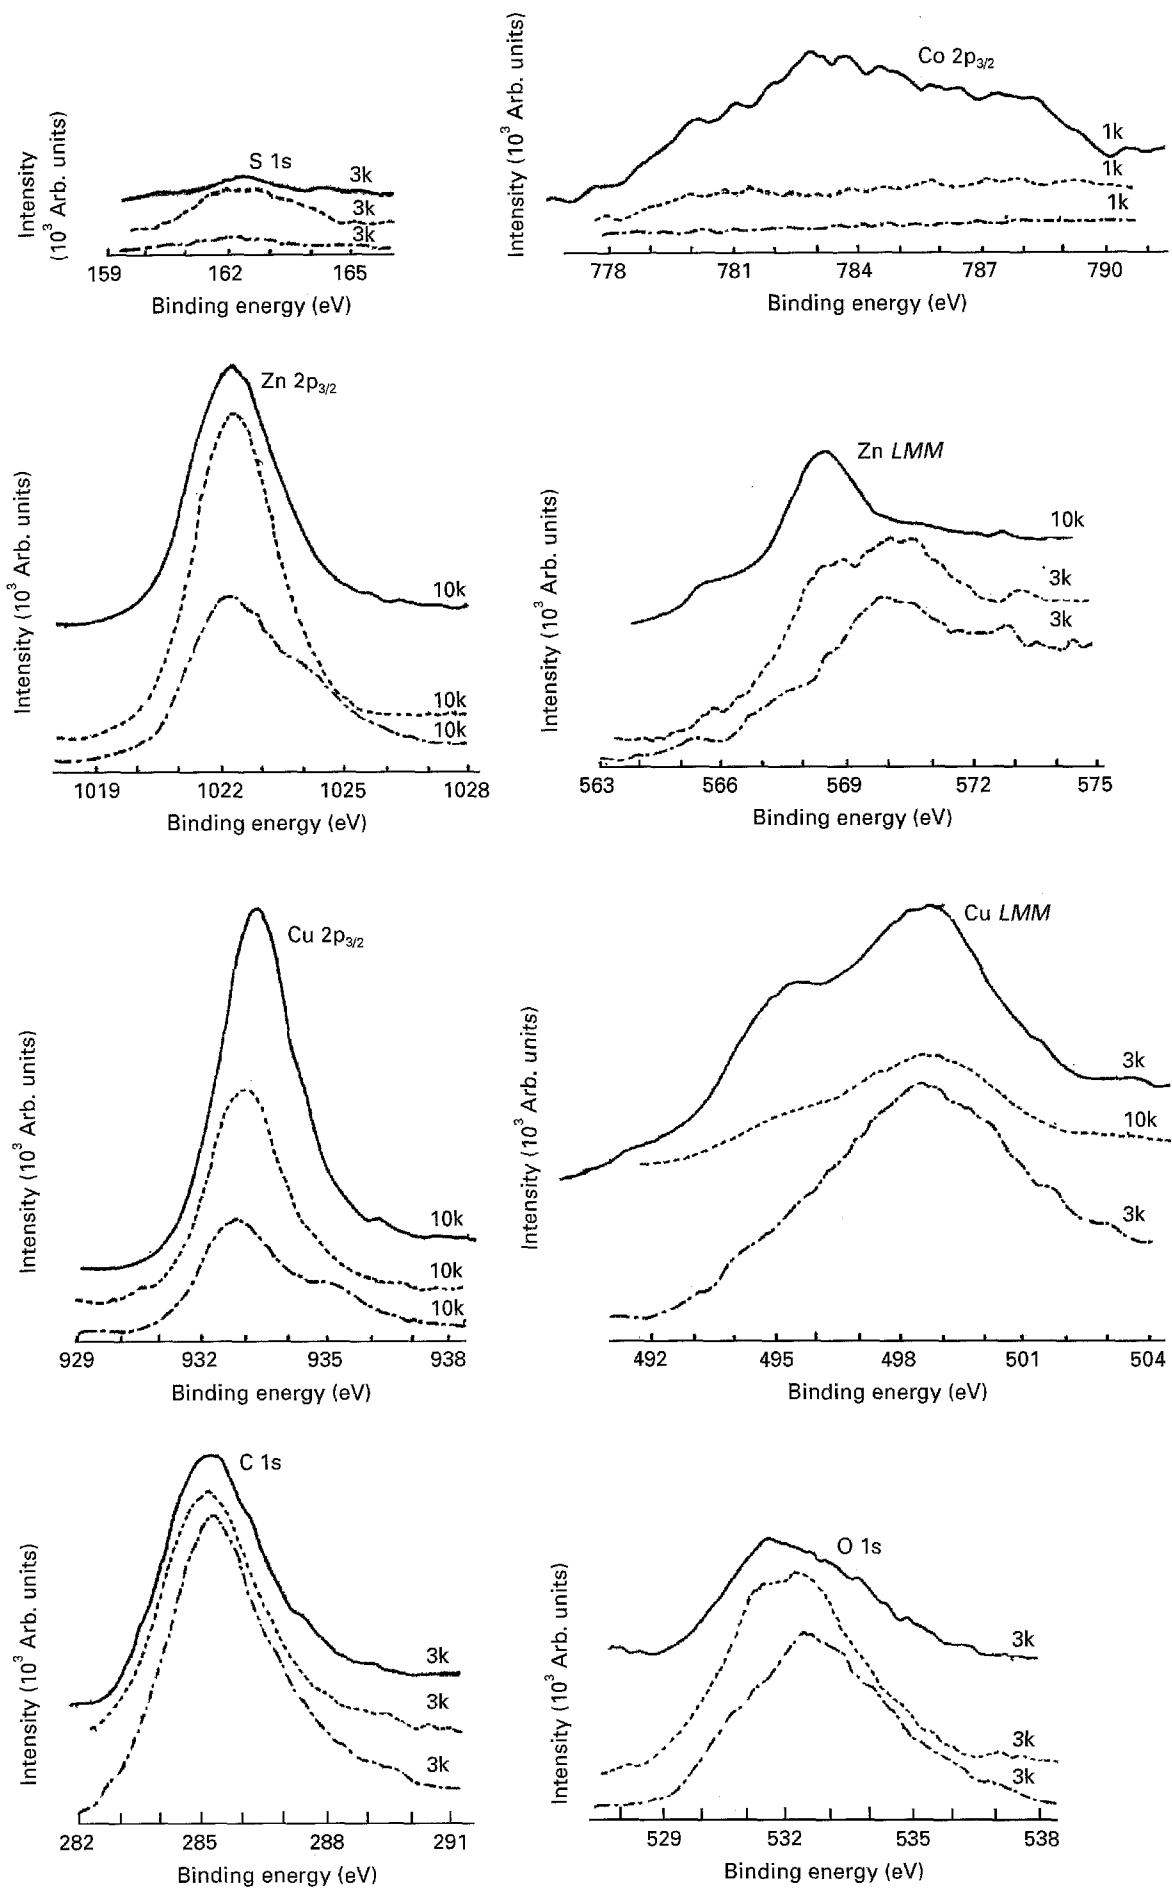 Intensity
(10³ Arb. units)
S 1s
3k
3k
3k
159 162 165
Binding energy (eV)
Intensity (10³ Arb. units)
Co 2p₃/₂
1k
1k
1k
778 781 784 787 790
Binding energy (eV)
Intensity (10³ Arb. units)
Zn 2p₃/₂
10k
10k
10k
1019 1022 1025 1028
Binding energy (eV)
Intensity (10³ Arb. units)
Zn LMM
10k
3k
3k
563 566 569 572 575
Binding energy (eV)
Intensity (10³ Arb. units)
Cu 2p₃/₂
10k
10k
10k
929 932 935 938
Binding energy (eV)
Intensity (10³ Arb. units)
Cu LMM
3k
10k
3k
492 495 498 501 504
Binding energy (eV)
Intensity (10³ Arb. units)
C 1s
3k
3k
3k
282 285 288 291
Binding energy (eV)
Intensity (10³ Arb. units)
O 1s
3k
3k
3k
529 532 535 538
Binding energy (eV)